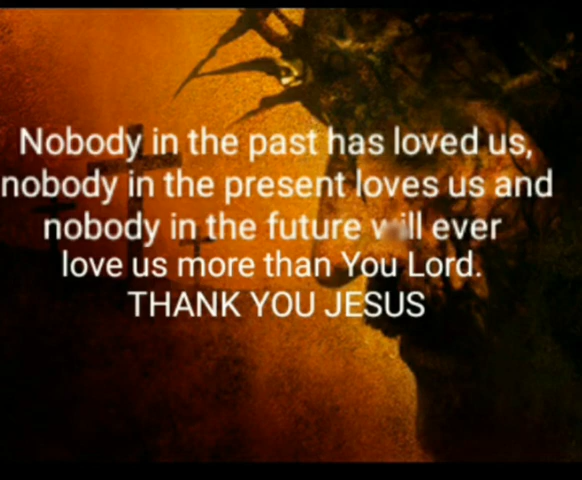 Nobody in the past has loved us,
nobody in the present loves us and
nobody in the future will ever
love us more than You Lord.
THANK YOU JESUS